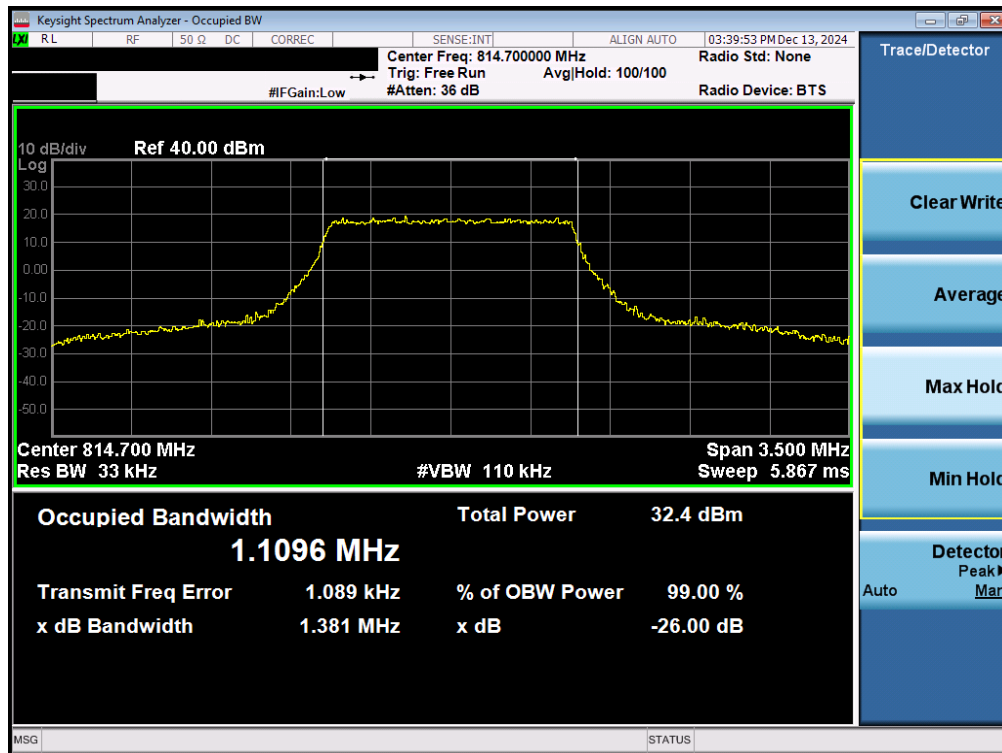 Keysight Spectrum Analyzer - Occupied BW
LXI RL RF 50 Ω DC CORREC SENSE:INT ALIGN AUTO 03:39:53 PM Dec 13, 2024
Center Freq: 814.700000 MHz Radio Std: None
Trig: Free Run Avg|Hold: 100/100
#IFGain:Low #Atten: 36 dB Radio Device: BTS
Trace/Detector
10 dB/div Ref 40.00 dBm
Log
30.0
20.0
10.0
0.00
-10.0
-20.0
-30.0
-40.0
-50.0
Center 814.700 MHz Span 3.500 MHz
Res BW 33 kHz #VBW 110 kHz Sweep 5.867 ms
Occupied Bandwidth Total Power 32.4 dBm
1.1096 MHz
Transmit Freq Error 1.089 kHz % of OBW Power 99.00 %
x dB Bandwidth 1.381 MHz x dB -26.00 dB
Clear Write
Average
Max Hold
Min Hold
Detector
Peak
Auto Man
MSG STATUS